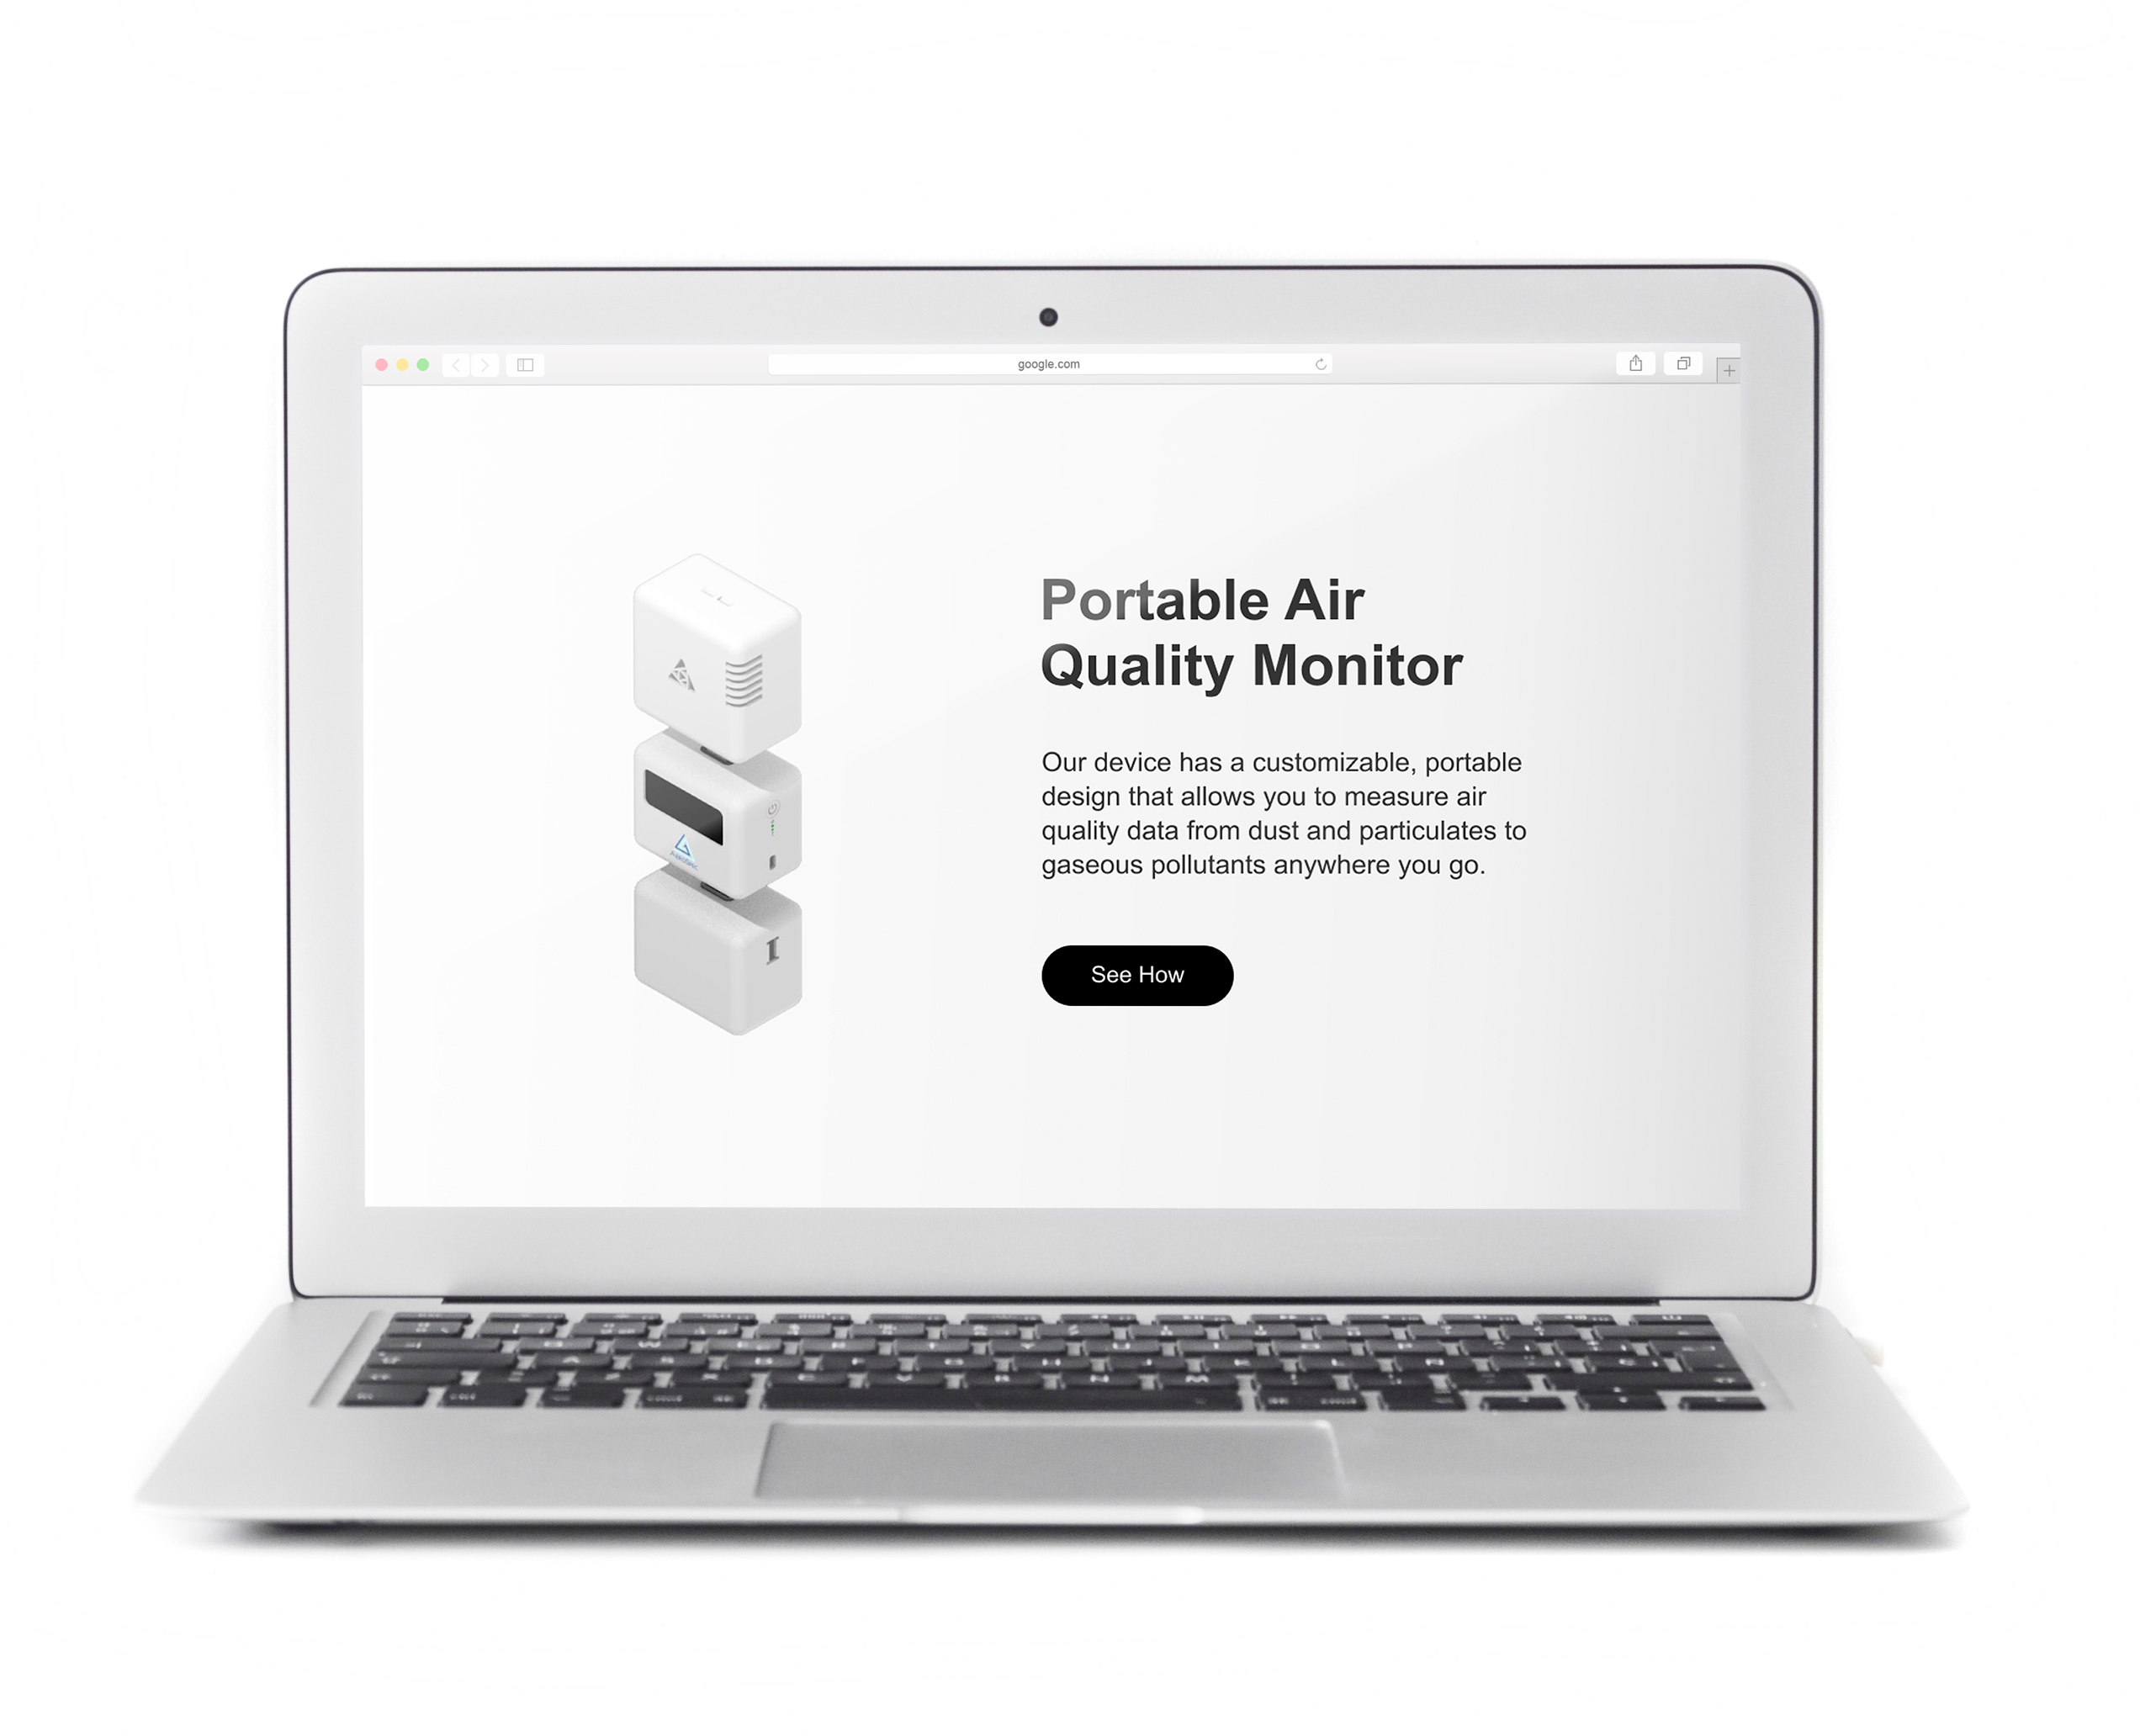 google.com
Portable Air
Quality Monitor
Our device has a customizable, portable
design that allows you to measure air
quality data from dust and particulates to
gaseous pollutants anywhere you go.
See How